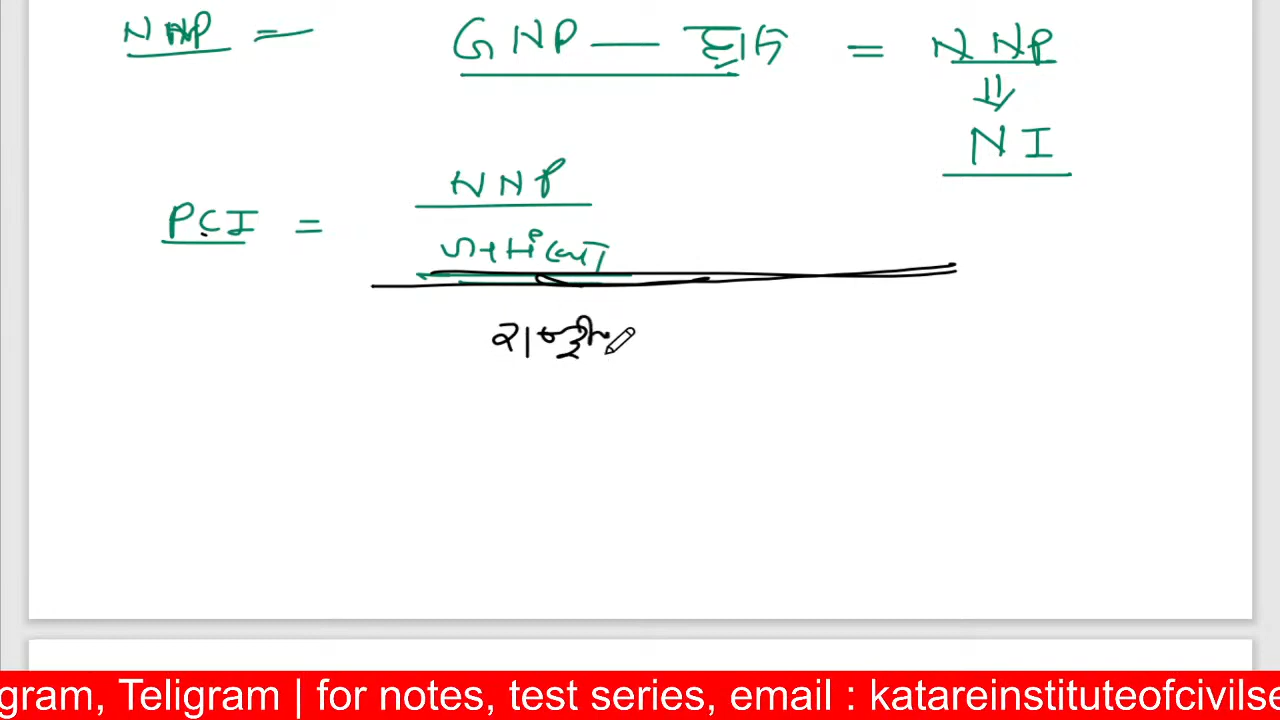 NNP = GNP — ह्रास = NNP
⇓
NI
NNP
PCI =
जनसंख्या
राष्ट्रीय
gram, Teligram | for notes, test series, email : katareinstituteofcivilse